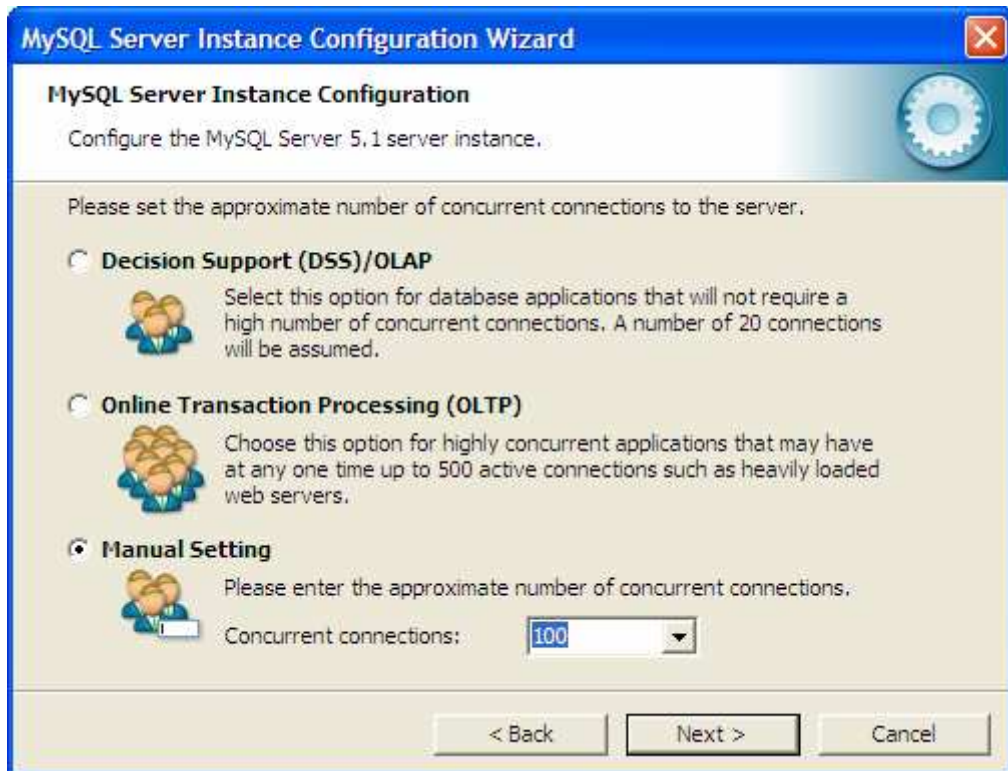 MySQL Server Instance Configuration Wizard
MySQL Server Instance Configuration
Configure the MySQL Server 5.1 server instance.
Please set the approximate number of concurrent connections to the server.
Decision Support (DSS)/OLAP
Select this option for database applications that will not require a
high number of concurrent connections. A number of 20 connections
will be assumed.
Online Transaction Processing (OLTP)
Choose this option for highly concurrent applications that may have
at any one time up to 500 active connections such as heavily loaded
web servers.
Manual Setting
Please enter the approximate number of concurrent connections.
Concurrent connections: 100
< Back Next > Cancel